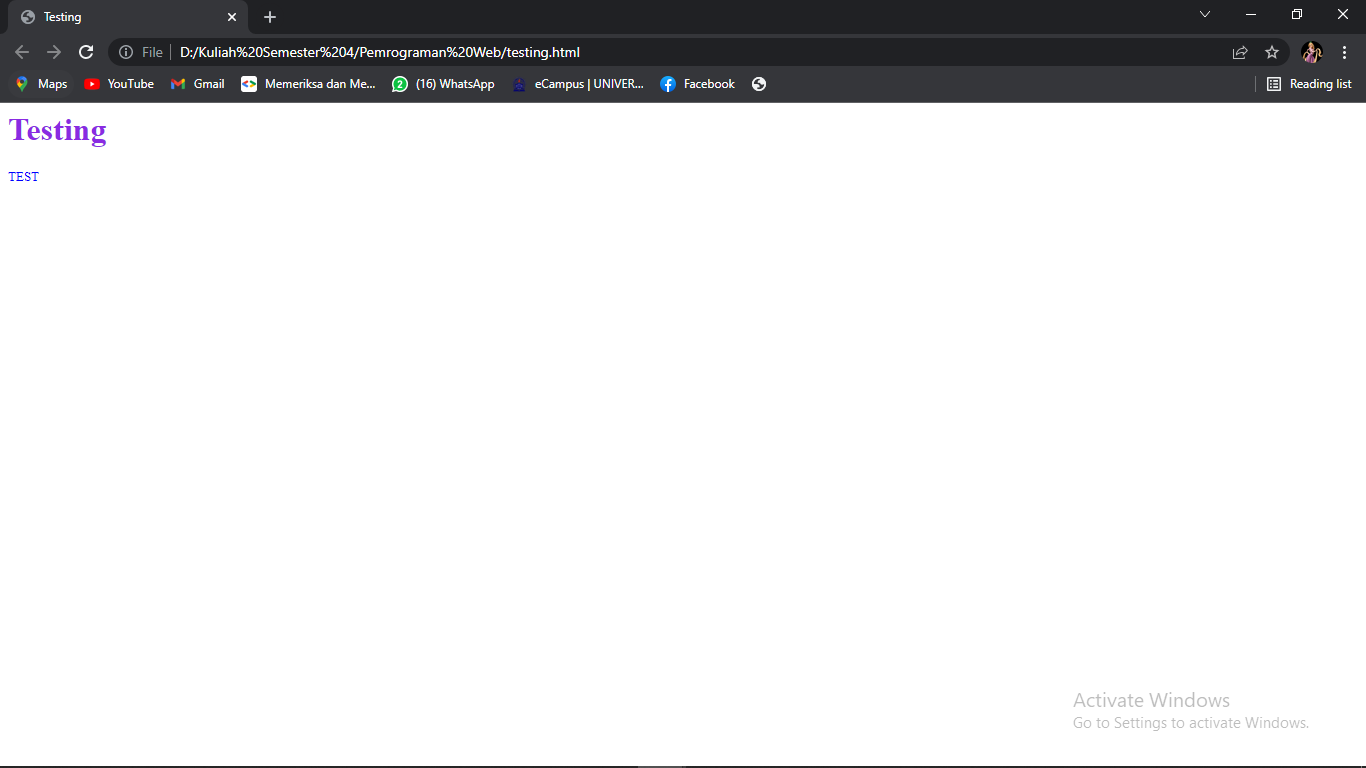 Testing
File D:/Kuliah%20Semester%204/Pemrograman%20Web/testing.html
Maps YouTube Gmail Memeriksa dan Me... 2 (16) WhatsApp eCampus | UNIVER... Facebook Reading list
Testing
TEST
Activate Windows
Go to Settings to activate Windows.